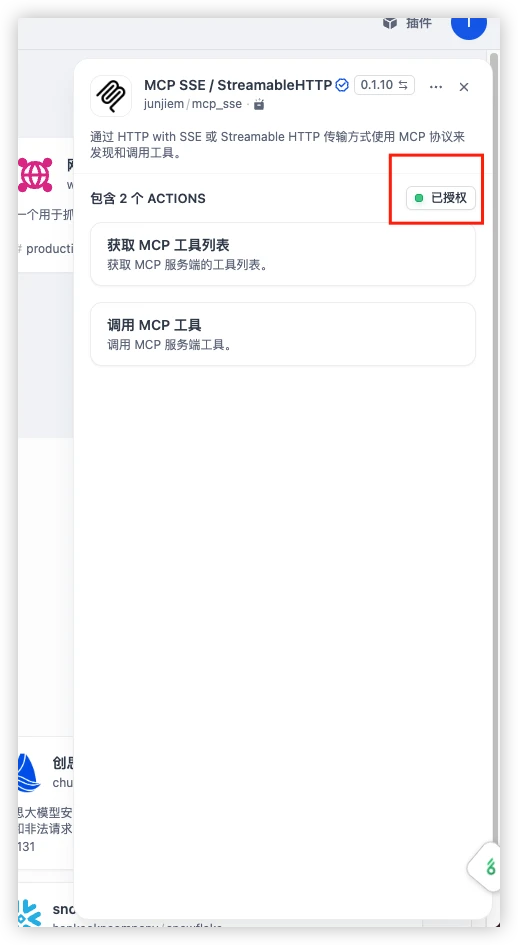 插件
MCP SSE / StreamableHTTP 0.1.10
junjiem / mcp_sse
通过 HTTP with SSE 或 Streamable HTTP 传输方式使用 MCP 协议来
发现和调用工具。
包含 2 个 ACTIONS 已授权
获取 MCP 工具列表
获取 MCP 服务端的工具列表。
调用 MCP 工具
调用 MCP 服务端工具。
一个用于抓
# producti
创思
chu
思大模型安
和非法请求
131